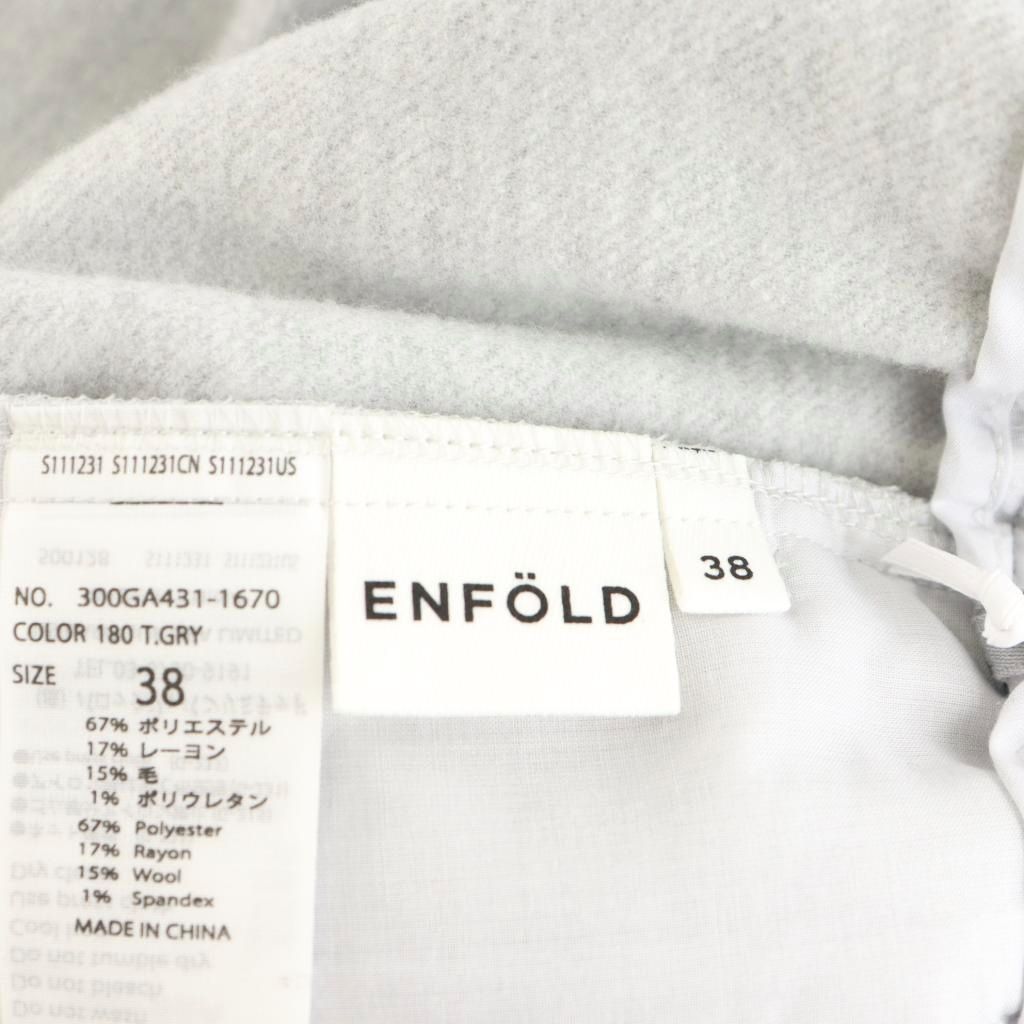 S111231 S111231CN S111231US
NO. 300GA431-1670
COLOR 180 T.GRY
SIZE 38
67% ポリエステル
17% レーヨン
15% 毛
1% ポリウレタン
67% Polyester
17% Rayon
15% Wool
1% Spandex
MADE IN CHINA
ENFÖLD
38